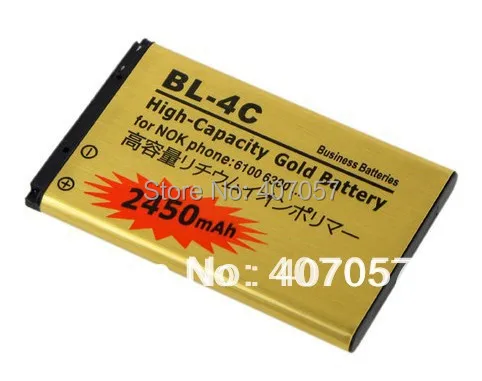 BL-4C
High-Capacity Gold Battery
Business Batteries
for NOK phone:6100 6300
高容量リチウムイオンポリマー
Store No: 407057
2450mAh
No.: 407057